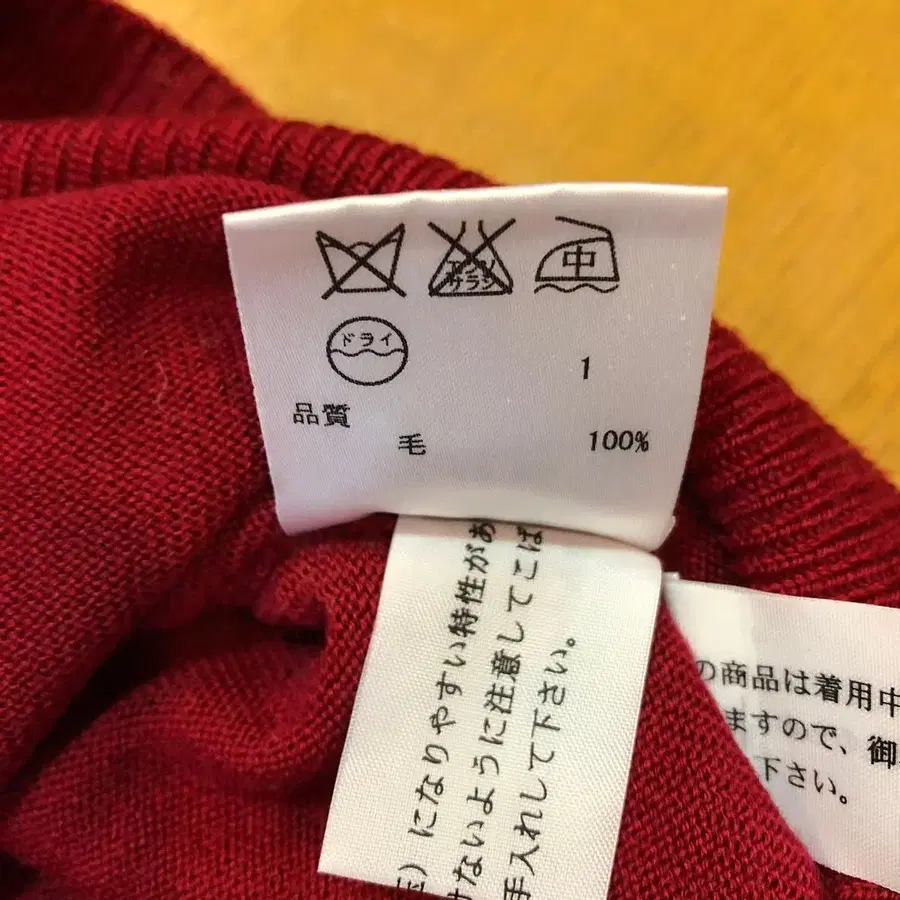 エンソ
サラシ
中
ドライ
1
品質
毛 100%
になりやすい特性があ
ないように注意してこば
手入れして下さい。
の商品は着用中
ますので、御
下さい。